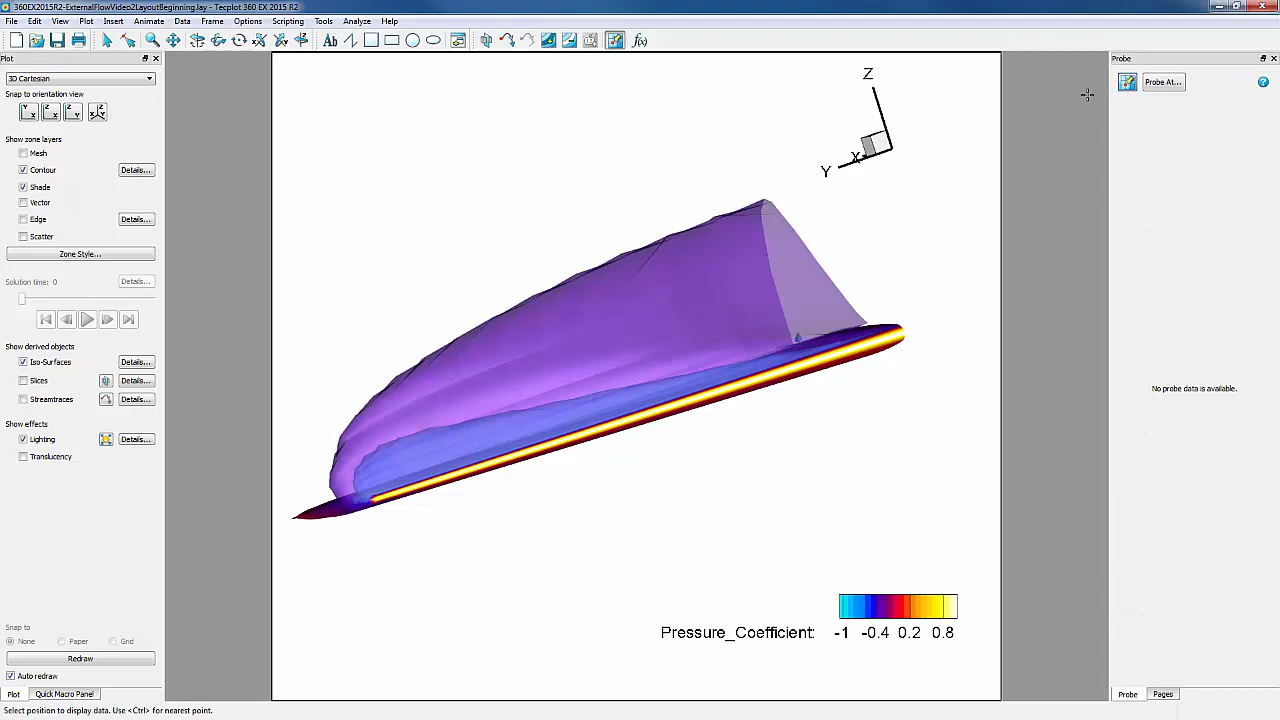 360EX2015R2-ExternalFlowVideo2LayoutBeginning.lay - Tecplot 360 EX 2015 R2
File Edit View Plot Insert Animate Data Frame Options Scripting Tools Analyze Help
Plot
3D Cartesian
Snap to orientation view
Show zone layers
Mesh
Contour Details...
Shade
Vector
Edge Details...
Scatter
Zone Style...
Solution time: 0 Details...
Show derived objects
Iso-Surfaces Details...
Slices Details...
Streamtraces Details...
Show effects
Lighting Details...
Translucency
Snap to
None Paper Grid
Redraw
Auto redraw
Plot Quick Macro Panel
Select position to display data. Use <Ctrl> for nearest point.
Z
X
Y
Pressure_Coefficient: -1 -0.4 0.2 0.8
Probe
Probe At...
No probe data is available.
Probe Pages